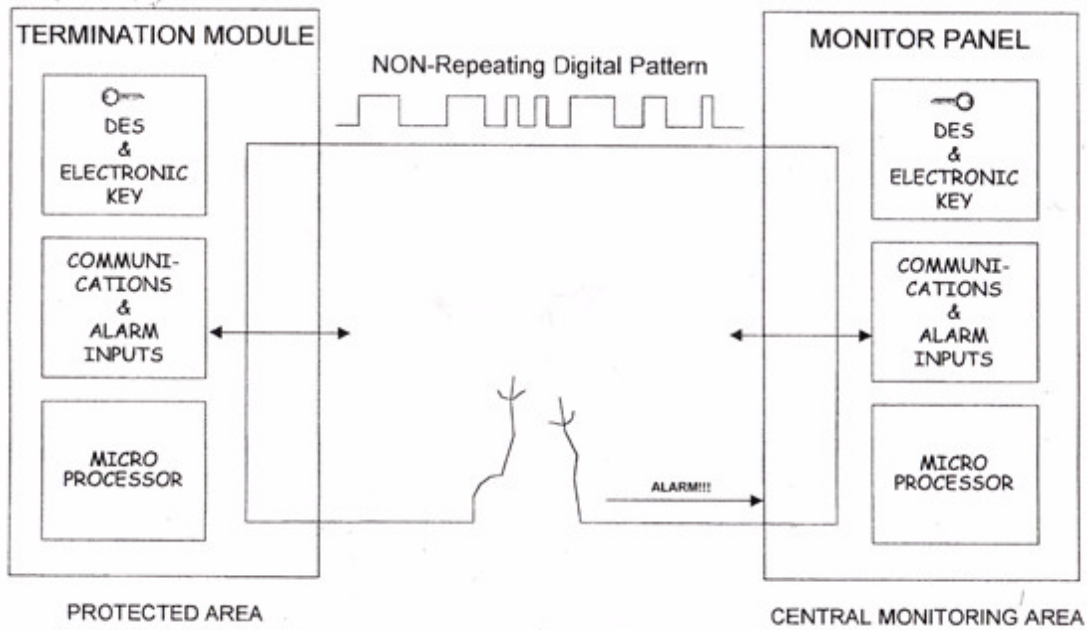 TERMINATION MODULE
DES
&
ELECTRONIC
KEY
COMMUNI-
CATIONS
&
ALARM
INPUTS
MICRO
PROCESSOR
PROTECTED AREA
NON-Repeating Digital Pattern
ALARM!!!
MONITOR PANEL
DES
&
ELECTRONIC
KEY
COMMUNI-
CATIONS
&
ALARM
INPUTS
MICRO
PROCESSOR
CENTRAL MONITORING AREA